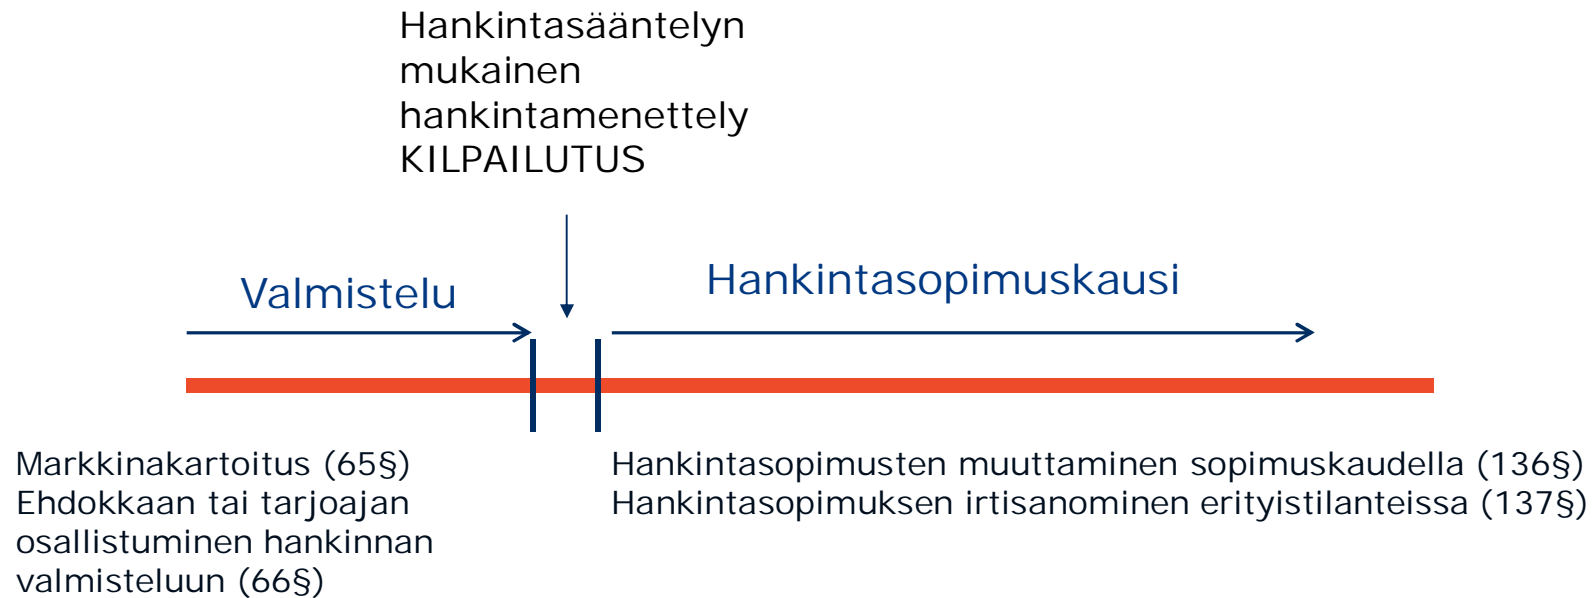 Hankintasääntelyn
mukainen
hankintamenettely
KILPAILUTUS
Valmistelu
Hankintasopimuskausi
Markkinakartoitus (65§)
Ehdokkaan tai tarjoajan
osallistuminen hankinnan
valmisteluun (66§)
Hankintasopimusten muuttaminen sopimuskaudella (136§)
Hankintasopimuksen irtisanominen erityistilanteissa (137§)